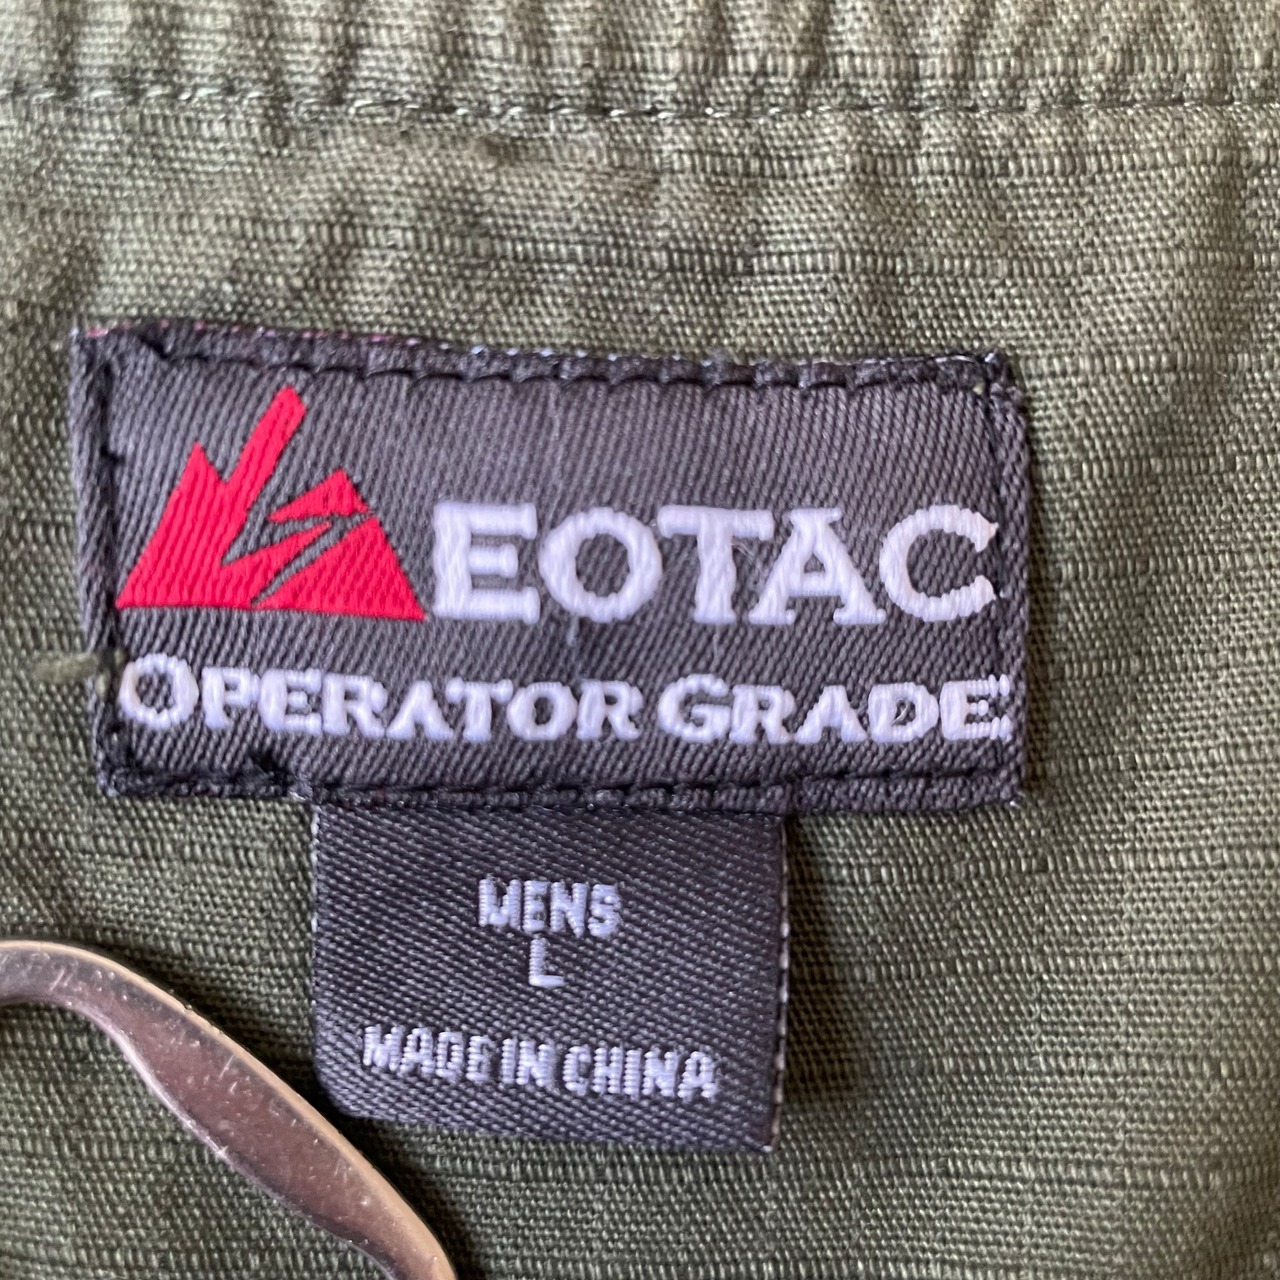 EOTAC
OPERATOR GRADE
MENS
L
MADE IN CHINA